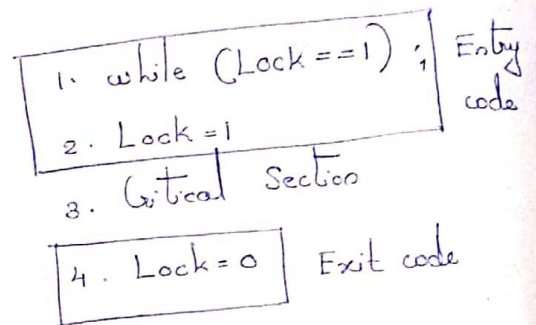 1. while (Lock==1); Entry
code
2. Lock=1
3. Critical Section
4. Lock=0 Exit code